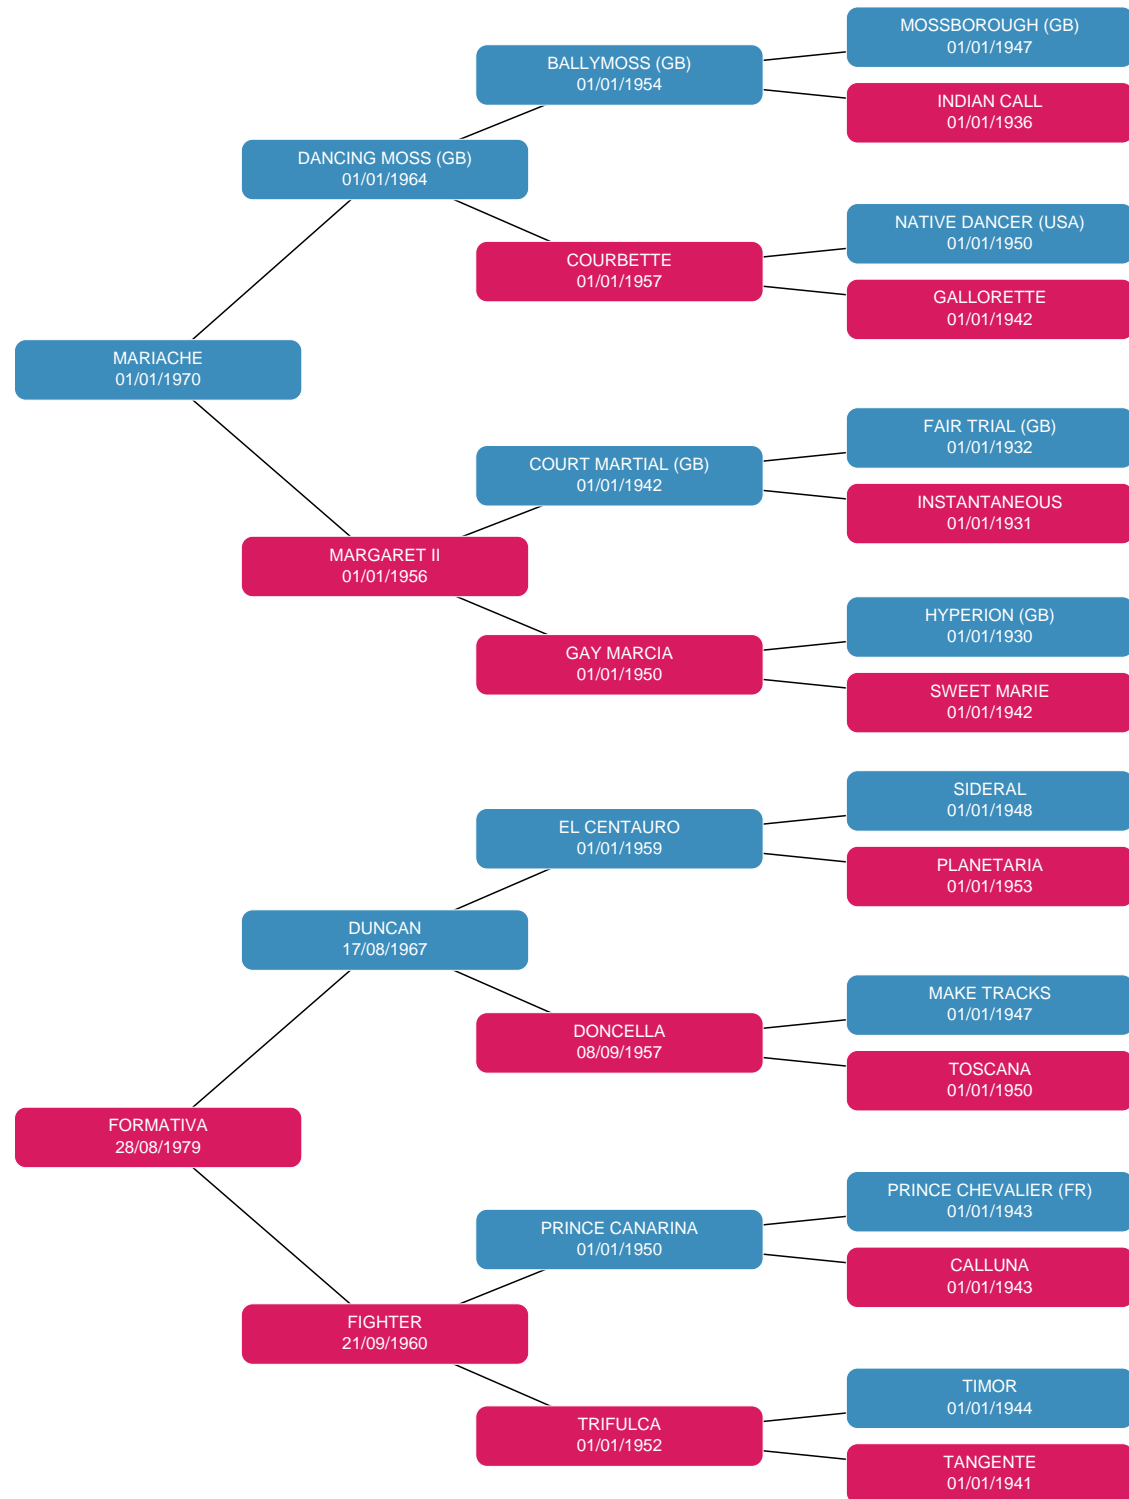 MOSSBOROUGH (GB)
01/01/1947
BALLYMOSS (GB)
01/01/1954
INDIAN CALL
01/01/1936
DANCING MOSS (GB)
01/01/1964
NATIVE DANCER (USA)
01/01/1950
COURBETTE
01/01/1957
GALLORETTE
01/01/1942
MARIACHE
01/01/1970
FAIR TRIAL (GB)
01/01/1932
COURT MARTIAL (GB)
01/01/1942
INSTANTANEOUS
01/01/1931
MARGARET II
01/01/1956
HYPERION (GB)
01/01/1930
GAY MARCIA
01/01/1950
SWEET MARIE
01/01/1942
SIDERAL
01/01/1948
EL CENTAURO
01/01/1959
PLANETARIA
01/01/1953
DUNCAN
17/08/1967
MAKE TRACKS
01/01/1947
DONCELLA
08/09/1957
TOSCANA
01/01/1950
FORMATIVA
28/08/1979
PRINCE CHEVALIER (FR)
01/01/1943
PRINCE CANARINA
01/01/1950
CALLUNA
01/01/1943
FIGHTER
21/09/1960
TIMOR
01/01/1944
TRIFULCA
01/01/1952
TANGENTE
01/01/1941